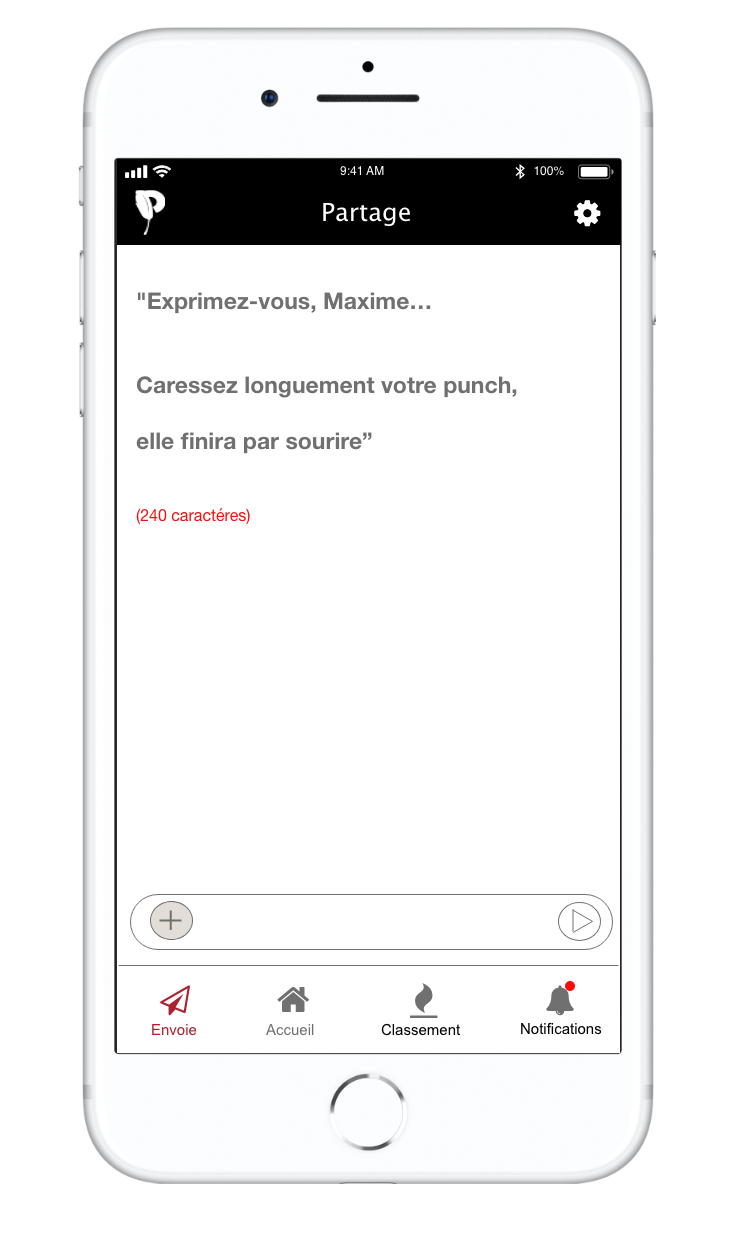 9:41 AM 100%
Partage
"Exprimez-vous, Maxime...
Caressez longuement votre punch,
elle finira par sourire”
(240 caractéres)
Envoie Accueil Classement Notifications